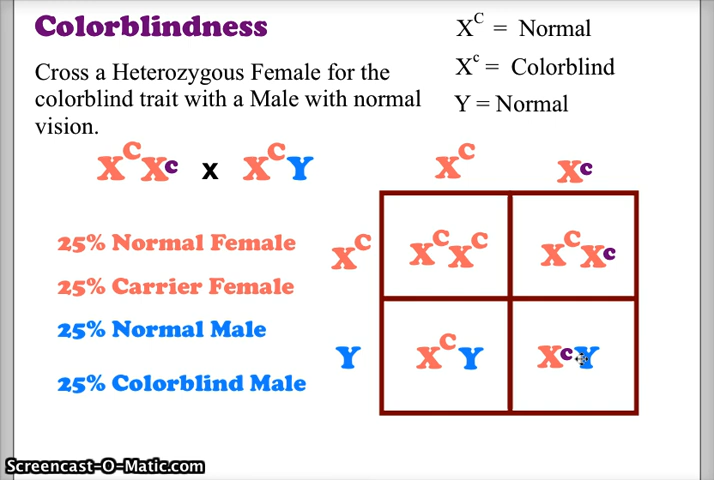 Colorblindness
Cross a Heterozygous Female for the
colorblind trait with a Male with normal
vision.
X^C = Normal
X^c = Colorblind
Y = Normal
X^C X^c x X^C Y
X^C X^c
25% Normal Female
25% Carrier Female
25% Normal Male
25% Colorblind Male
X^C X^C X^C X^C X^c
Y X^C Y X^c Y
Screencast-O-Matic.com